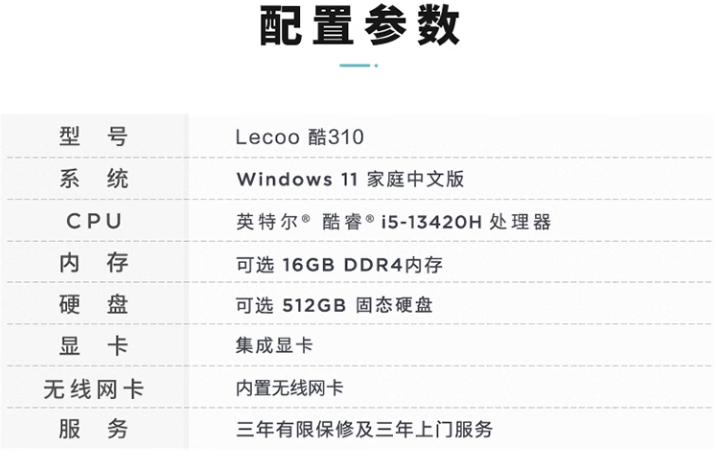 配置参数
型 号 Lecoo 酷310
系 统 Windows 11 家庭中文版
CPU 英特尔® 酷睿® i5-13420H 处理器
内 存 可选 16GB DDR4内存
硬 盘 可选 512GB 固态硬盘
显 卡 集成显卡
无线网卡 内置无线网卡
服 务 三年有限保修及三年上门服务